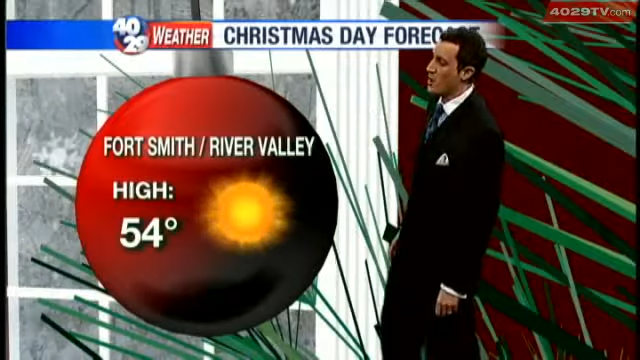 4029TV.com
40
29 WEATHER
CHRISTMAS DAY FORECAST
FORT SMITH / RIVER VALLEY
HIGH:
54°